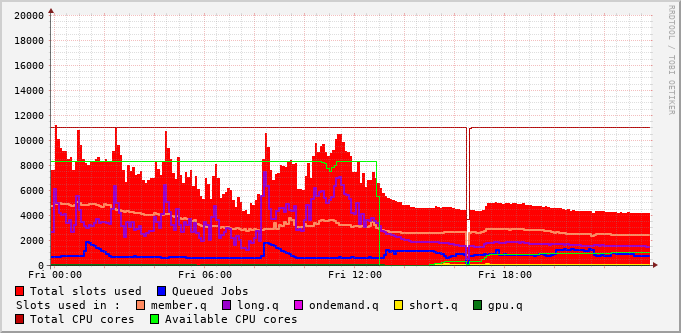 20000
18000
16000
14000
12000
10000
8000
6000
4000
2000
0
Fri 00:00 Fri 06:00 Fri 12:00 Fri 18:00
Total slots used Queued Jobs
Slots used in : member.q long.q ondemand.q short.q gpu.q
Total CPU cores Available CPU cores
RRDTOOL / TOBI OETIKER